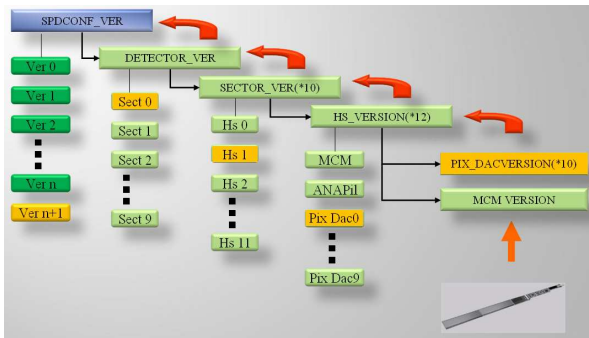 SPDCONF_VER
Ver 0
Ver 1
Ver 2
Ver n
Ver n+1
DETECTOR_VER
Sect 0
Sect 1
Sect 2
Sect 9
SECTOR_VER(*10)
Hs 0
Hs 1
Hs 2
Hs 11
HS_VERSION(*12)
MCM
ANAPil
Pix Dac0
Pix Dac9
PIX_DACVERSION(*10)
MCM VERSION